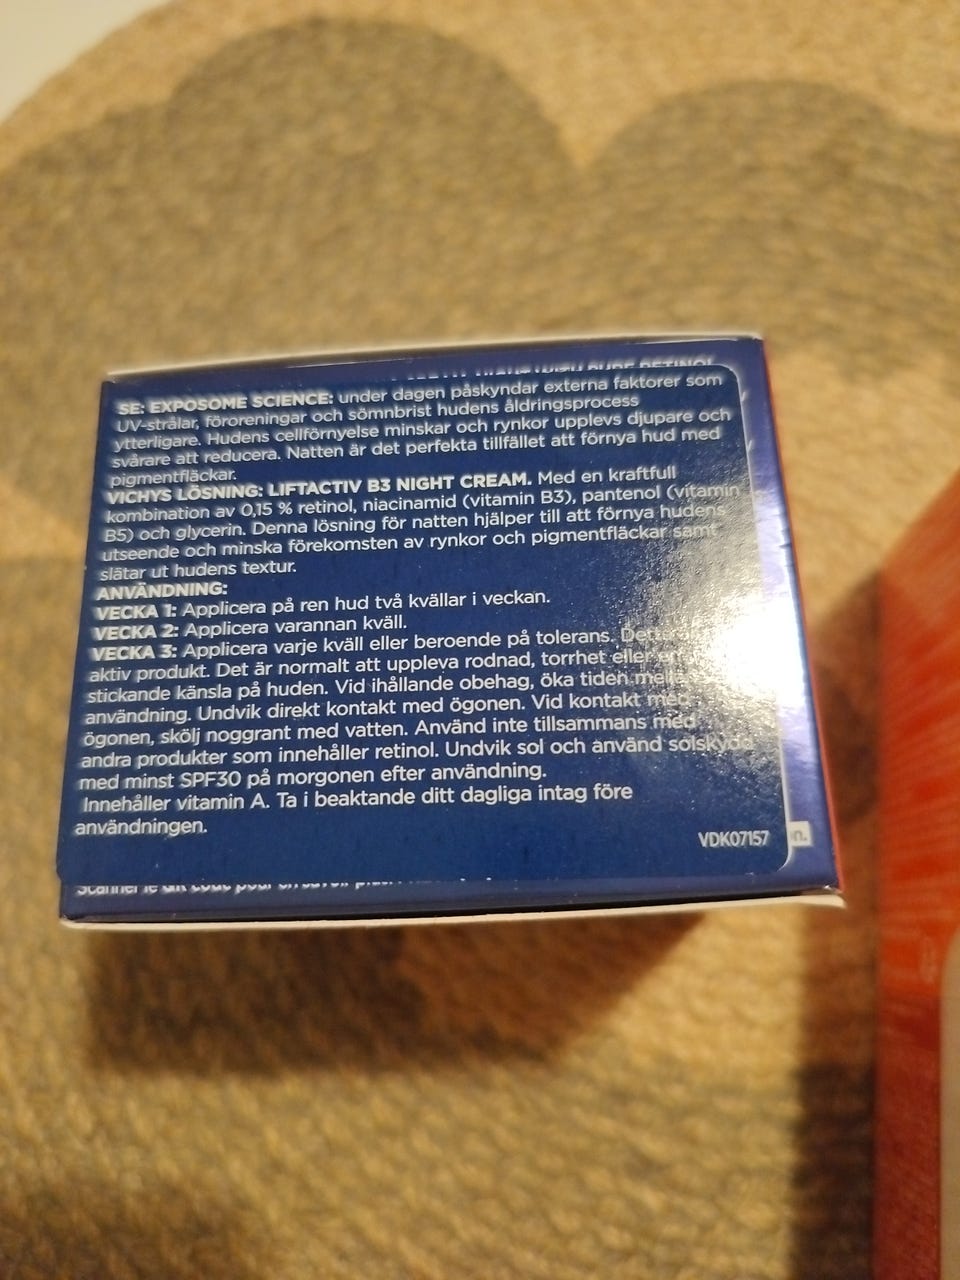 WITH PURE RETINOL
SE: EXPOSOME SCIENCE: under dagen påskyndar externa faktorer som
UV-strålar, föroreningar och sömnbrist hudens åldringsprocess
ytterligare. Hudens cellförnyelse minskar och rynkor upplevs djupare och
svårare att reducera. Natten är det perfekta tillfället att förnya hud med
pigmentfläckar.
VICHYS LÖSNING: LIFTACTIV B3 NIGHT CREAM. Med en kraftfull
kombination av 0,15 % retinol, niacinamid (vitamin B3), pantenol (vitamin
B5) och glycerin. Denna lösning för natten hjälper till att förnya hudens
utseende och minska förekomsten av rynkor och pigmentfläckar samt
slätar ut hudens textur.
ANVÄNDNING:
VECKA 1: Applicera på ren hud två kvällar i veckan.
VECKA 2: Applicera varannan kväll.
VECKA 3: Applicera varje kväll eller beroende på tolerans. Detta
aktiv produkt. Det är normalt att uppleva rodnad, torrhet eller en
stickande känsla på huden. Vid ihållande obehag, öka tiden mellan
användning. Undvik direkt kontakt med ögonen. Vid kontakt med
ögonen, skölj noggrant med vatten. Använd inte tillsammans med
andra produkter som innehåller retinol. Undvik sol och använd solskydd
med minst SPF30 på morgonen efter användning.
Innehåller vitamin A. Ta i beaktande ditt dagliga intag före
användningen.
VDK07157
n.